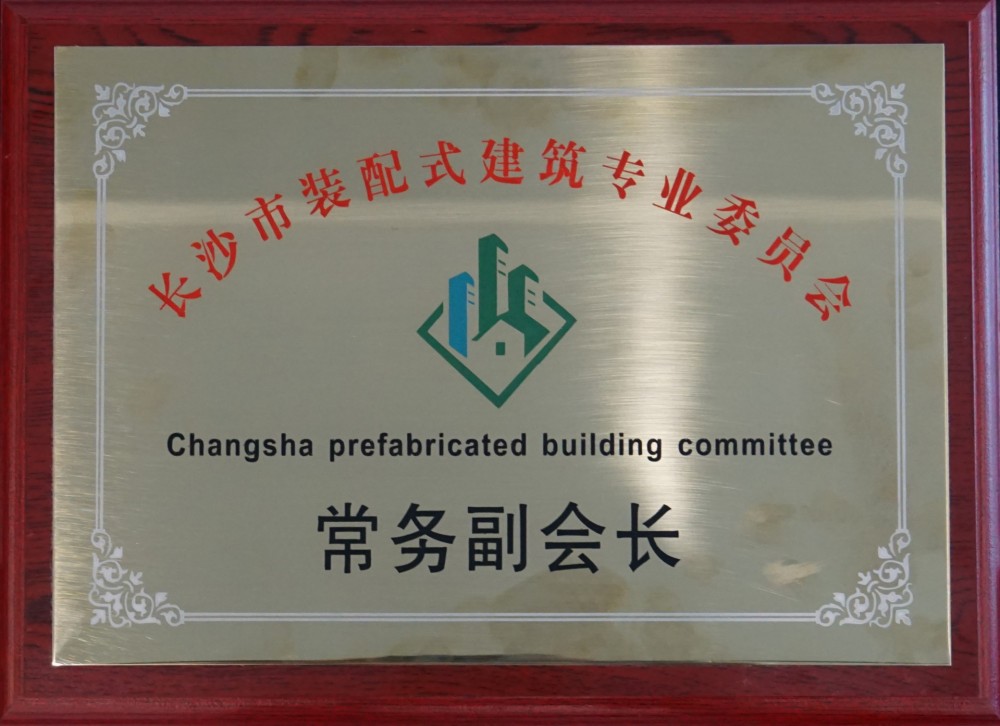 长沙市装配式建筑专业委员会
Changsha prefabricated building committee
常务副会长